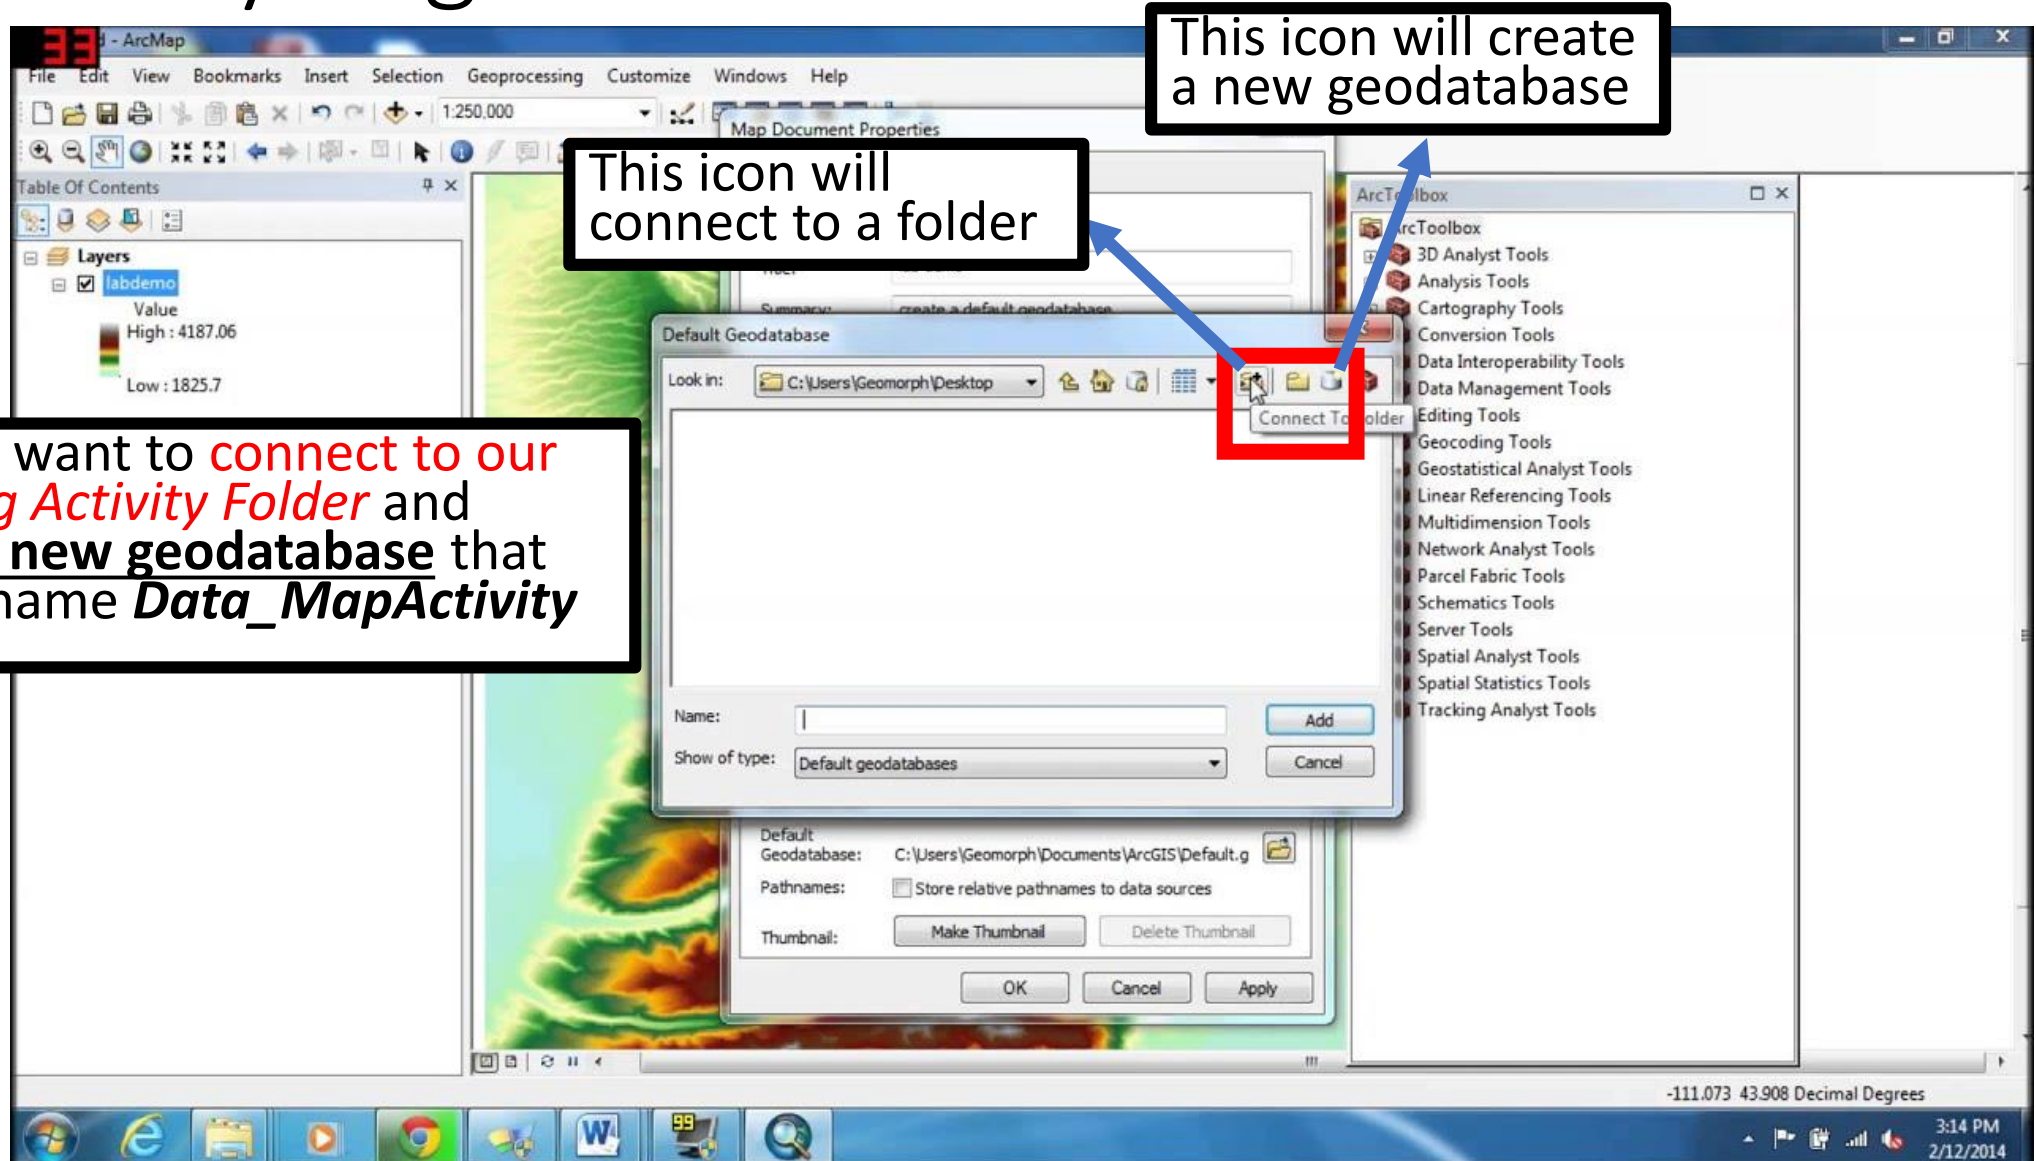 This icon will create
a new geodatabase
33
- ArcMap
File Edit View Bookmarks Insert Selection Geoprocessing Customize Windows Help
1:250,000
Map Document Properties
This icon will
connect to a folder
Table Of Contents
Layers
labdemo
Value
High : 4187.06
Low : 1825.7
ArcToolbox
ArcToolbox
3D Analyst Tools
Analysis Tools
Cartography Tools
Conversion Tools
Data Interoperability Tools
Data Management Tools
Editing Tools
Geocoding Tools
Geostatistical Analyst Tools
Linear Referencing Tools
Multidimension Tools
Network Analyst Tools
Parcel Fabric Tools
Schematics Tools
Server Tools
Spatial Analyst Tools
Spatial Statistics Tools
Tracking Analyst Tools
Summary: create a default geodatabase
Default Geodatabase
Look in: C:\Users\Geomorph\Desktop
Connect To Folder
want to connect to our
g Activity Folder and
new geodatabase that
name Data_MapActivity
Name:
Add
Show of type: Default geodatabases
Cancel
Default
Geodatabase: C:\Users\Geomorph\Documents\ArcGIS\Default.g
Pathnames: Store relative pathnames to data sources
Thumbnail: Make Thumbnail Delete Thumbnail
OK Cancel Apply
-111.073 43.908 Decimal Degrees
99
3:14 PM
2/12/2014